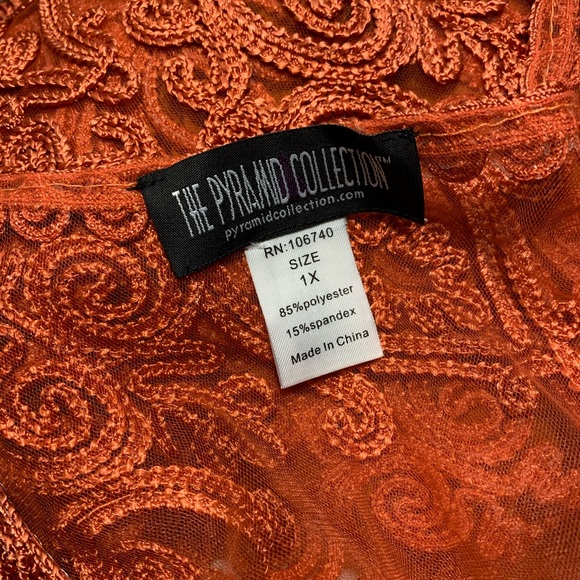 THE PYRAMID COLLECTION™
pyramidcollection.com
RN:106740
SIZE
1X
85%polyester
15%spandex
Made In China